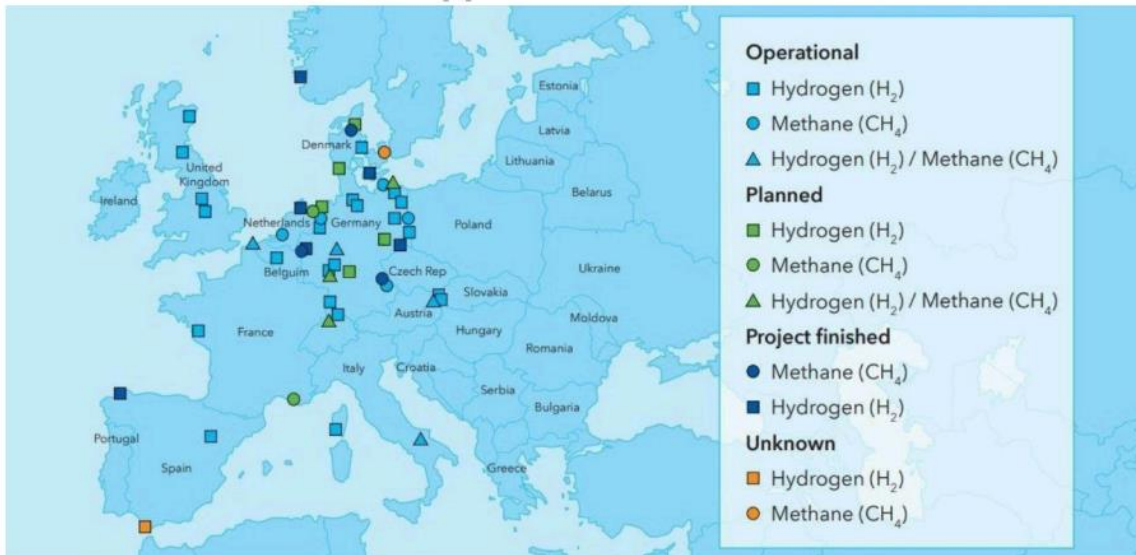 Estonia
Latvia
Denmark
Lithuania
United
Kingdom
Belarus
Ireland
Netherlands
Germany
Poland
Belguim
Czech Rep
Ukraine
Slovakia
Austria
France
Hungary
Moldova
Romania
Italy
Croatia
Serbia
Bulgaria
Portugal
Spain
Greece
Operational
Hydrogen (H₂)
Methane (CH₄)
Hydrogen (H₂) / Methane (CH₄)
Planned
Hydrogen (H₂)
Methane (CH₄)
Hydrogen (H₂) / Methane (CH₄)
Project finished
Methane (CH₄)
Hydrogen (H₂)
Unknown
Hydrogen (H₂)
Methane (CH₄)